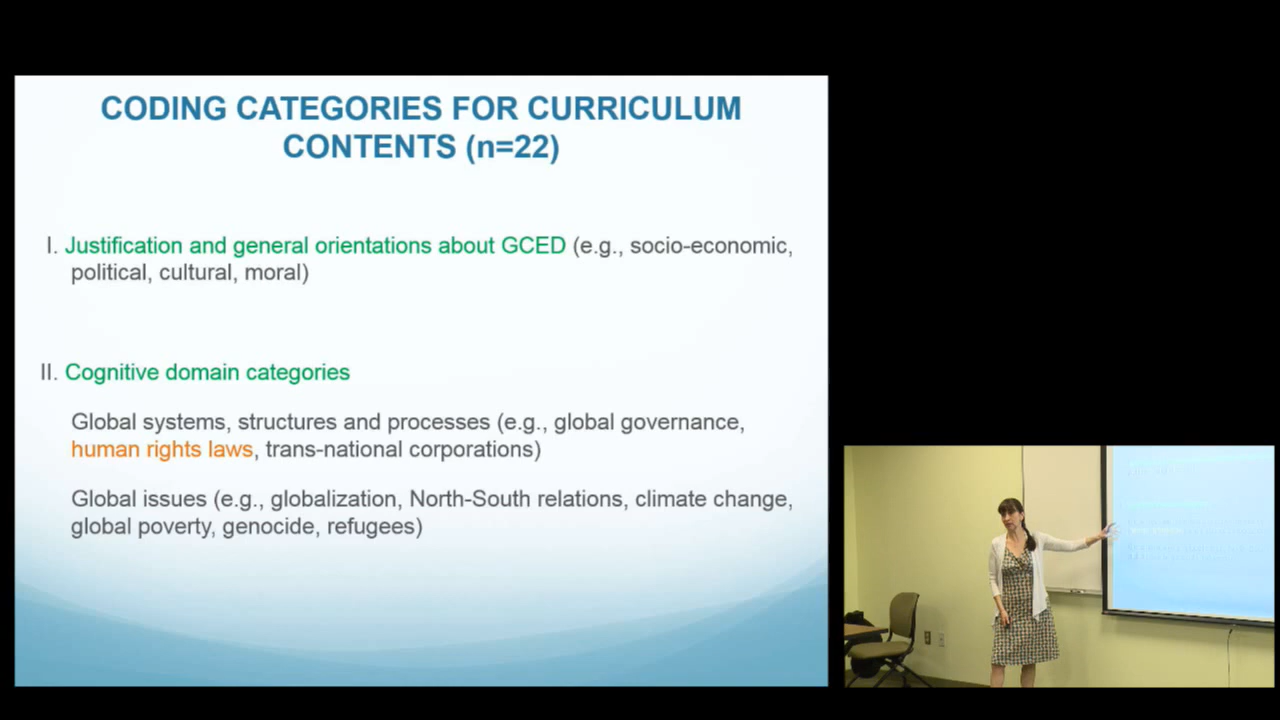 CODING CATEGORIES FOR CURRICULUM
CONTENTS (n=22)
I. Justification and general orientations about GCED (e.g., socio-economic,
political, cultural, moral)
II. Cognitive domain categories
Global systems, structures and processes (e.g., global governance,
human rights laws, trans-national corporations)
Global issues (e.g., globalization, North-South relations, climate change,
global poverty, genocide, refugees)